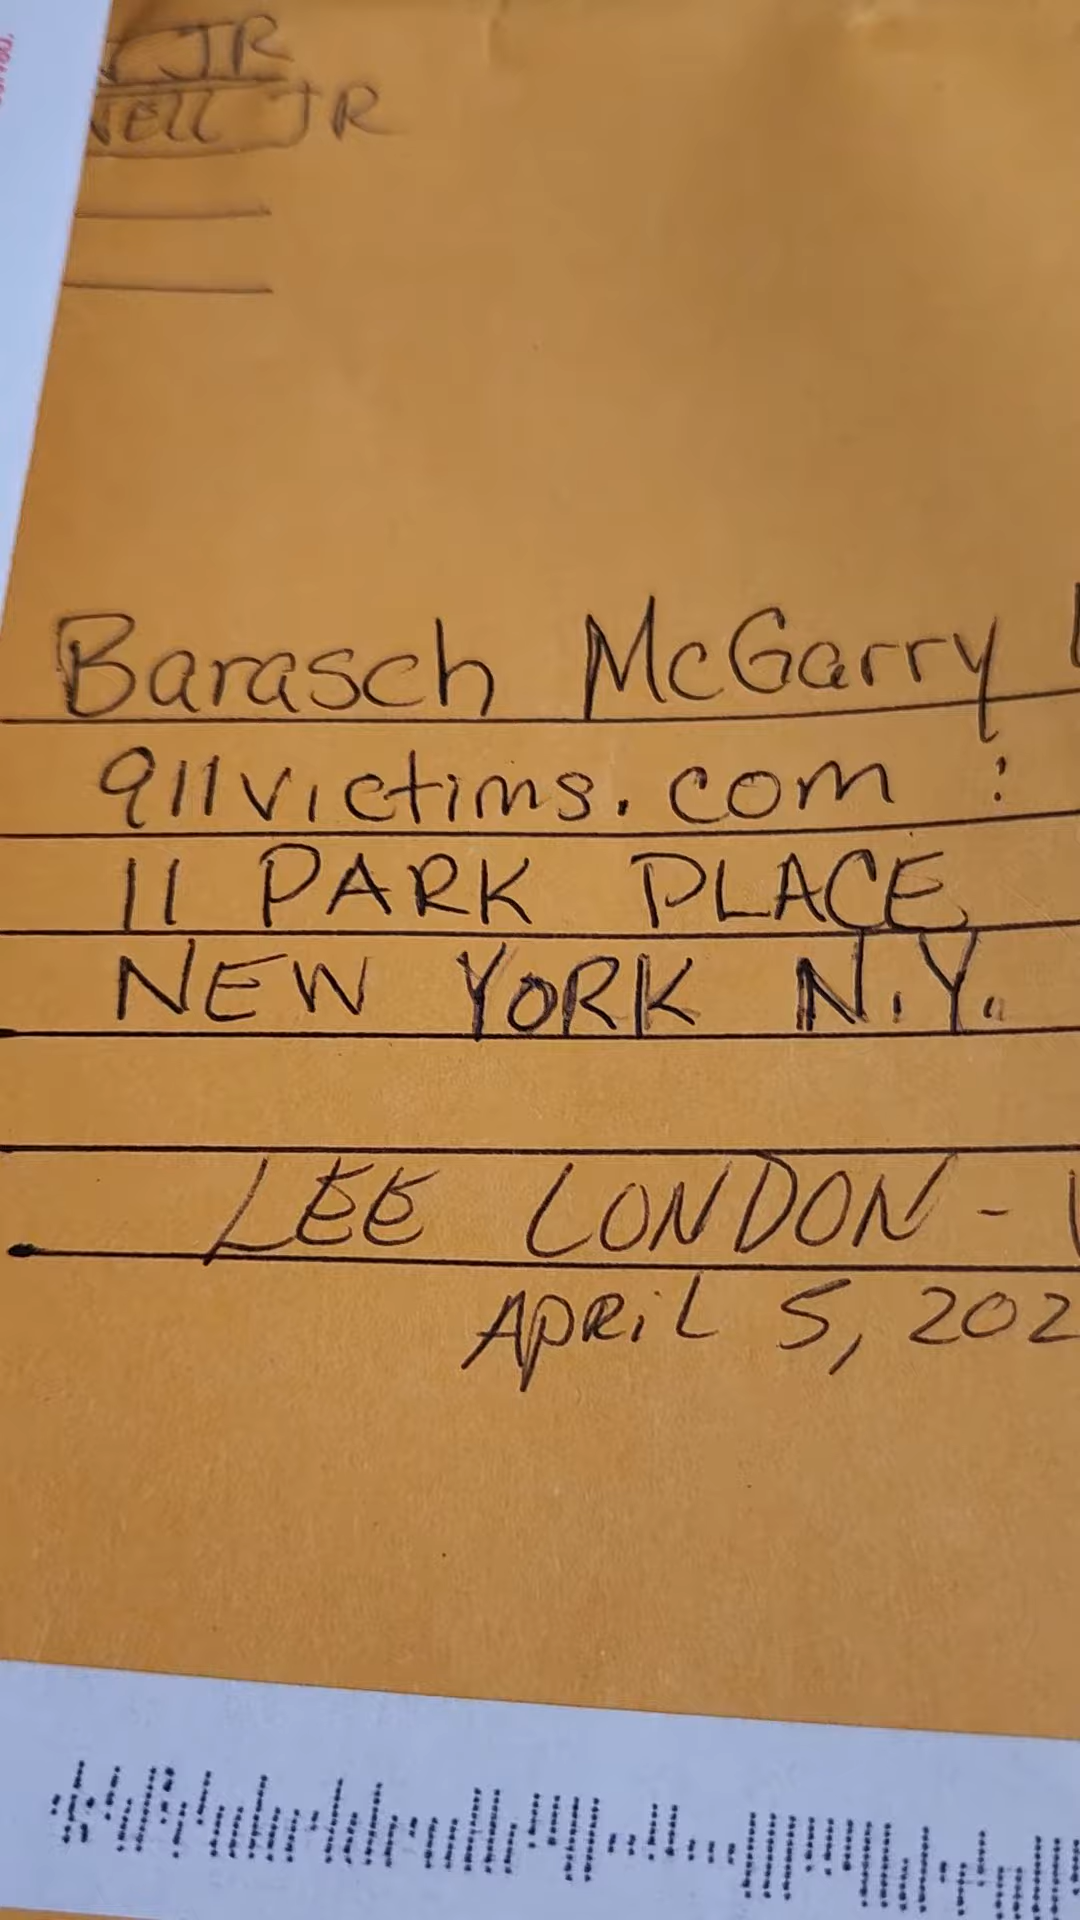 JR
JR
Barasch McGarry
911victims.com :
11 PARK PLACE
NEW YORK N.Y.
LEE LONDON -
APRIL 5, 202